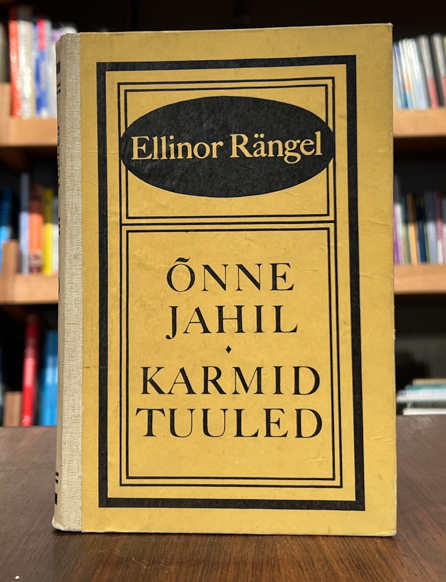 Ellinor Rängel
ÕNNE
JAHIL
KARMID
TUULED